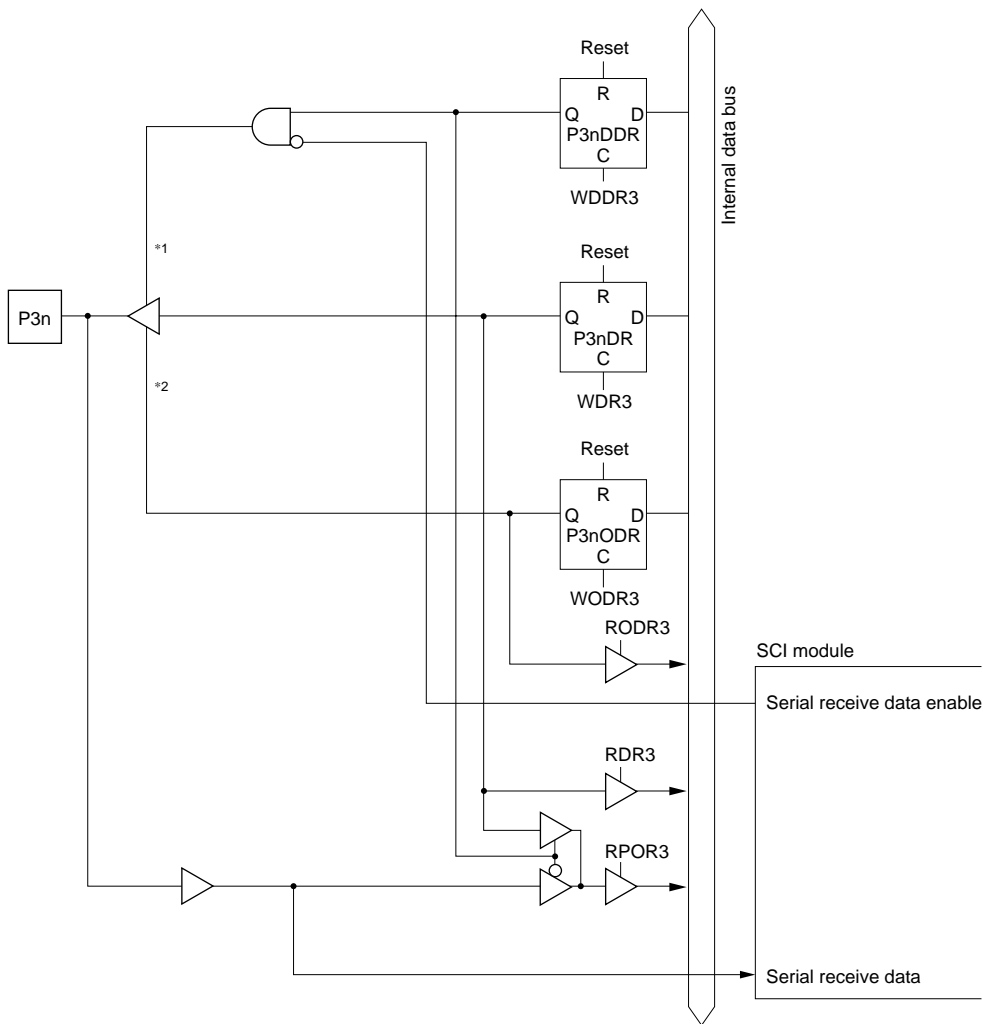 Reset
R
Q D
P3nDDR
C
WDDR3
Internal data bus
*1
Reset
R
P3n
Q D
P3nDR
C
*2
WDR3
Reset
R
Q D
P3nODR
C
WODR3
RODR3
SCI module
Serial receive data enable
RDR3
RPOR3
Serial receive data